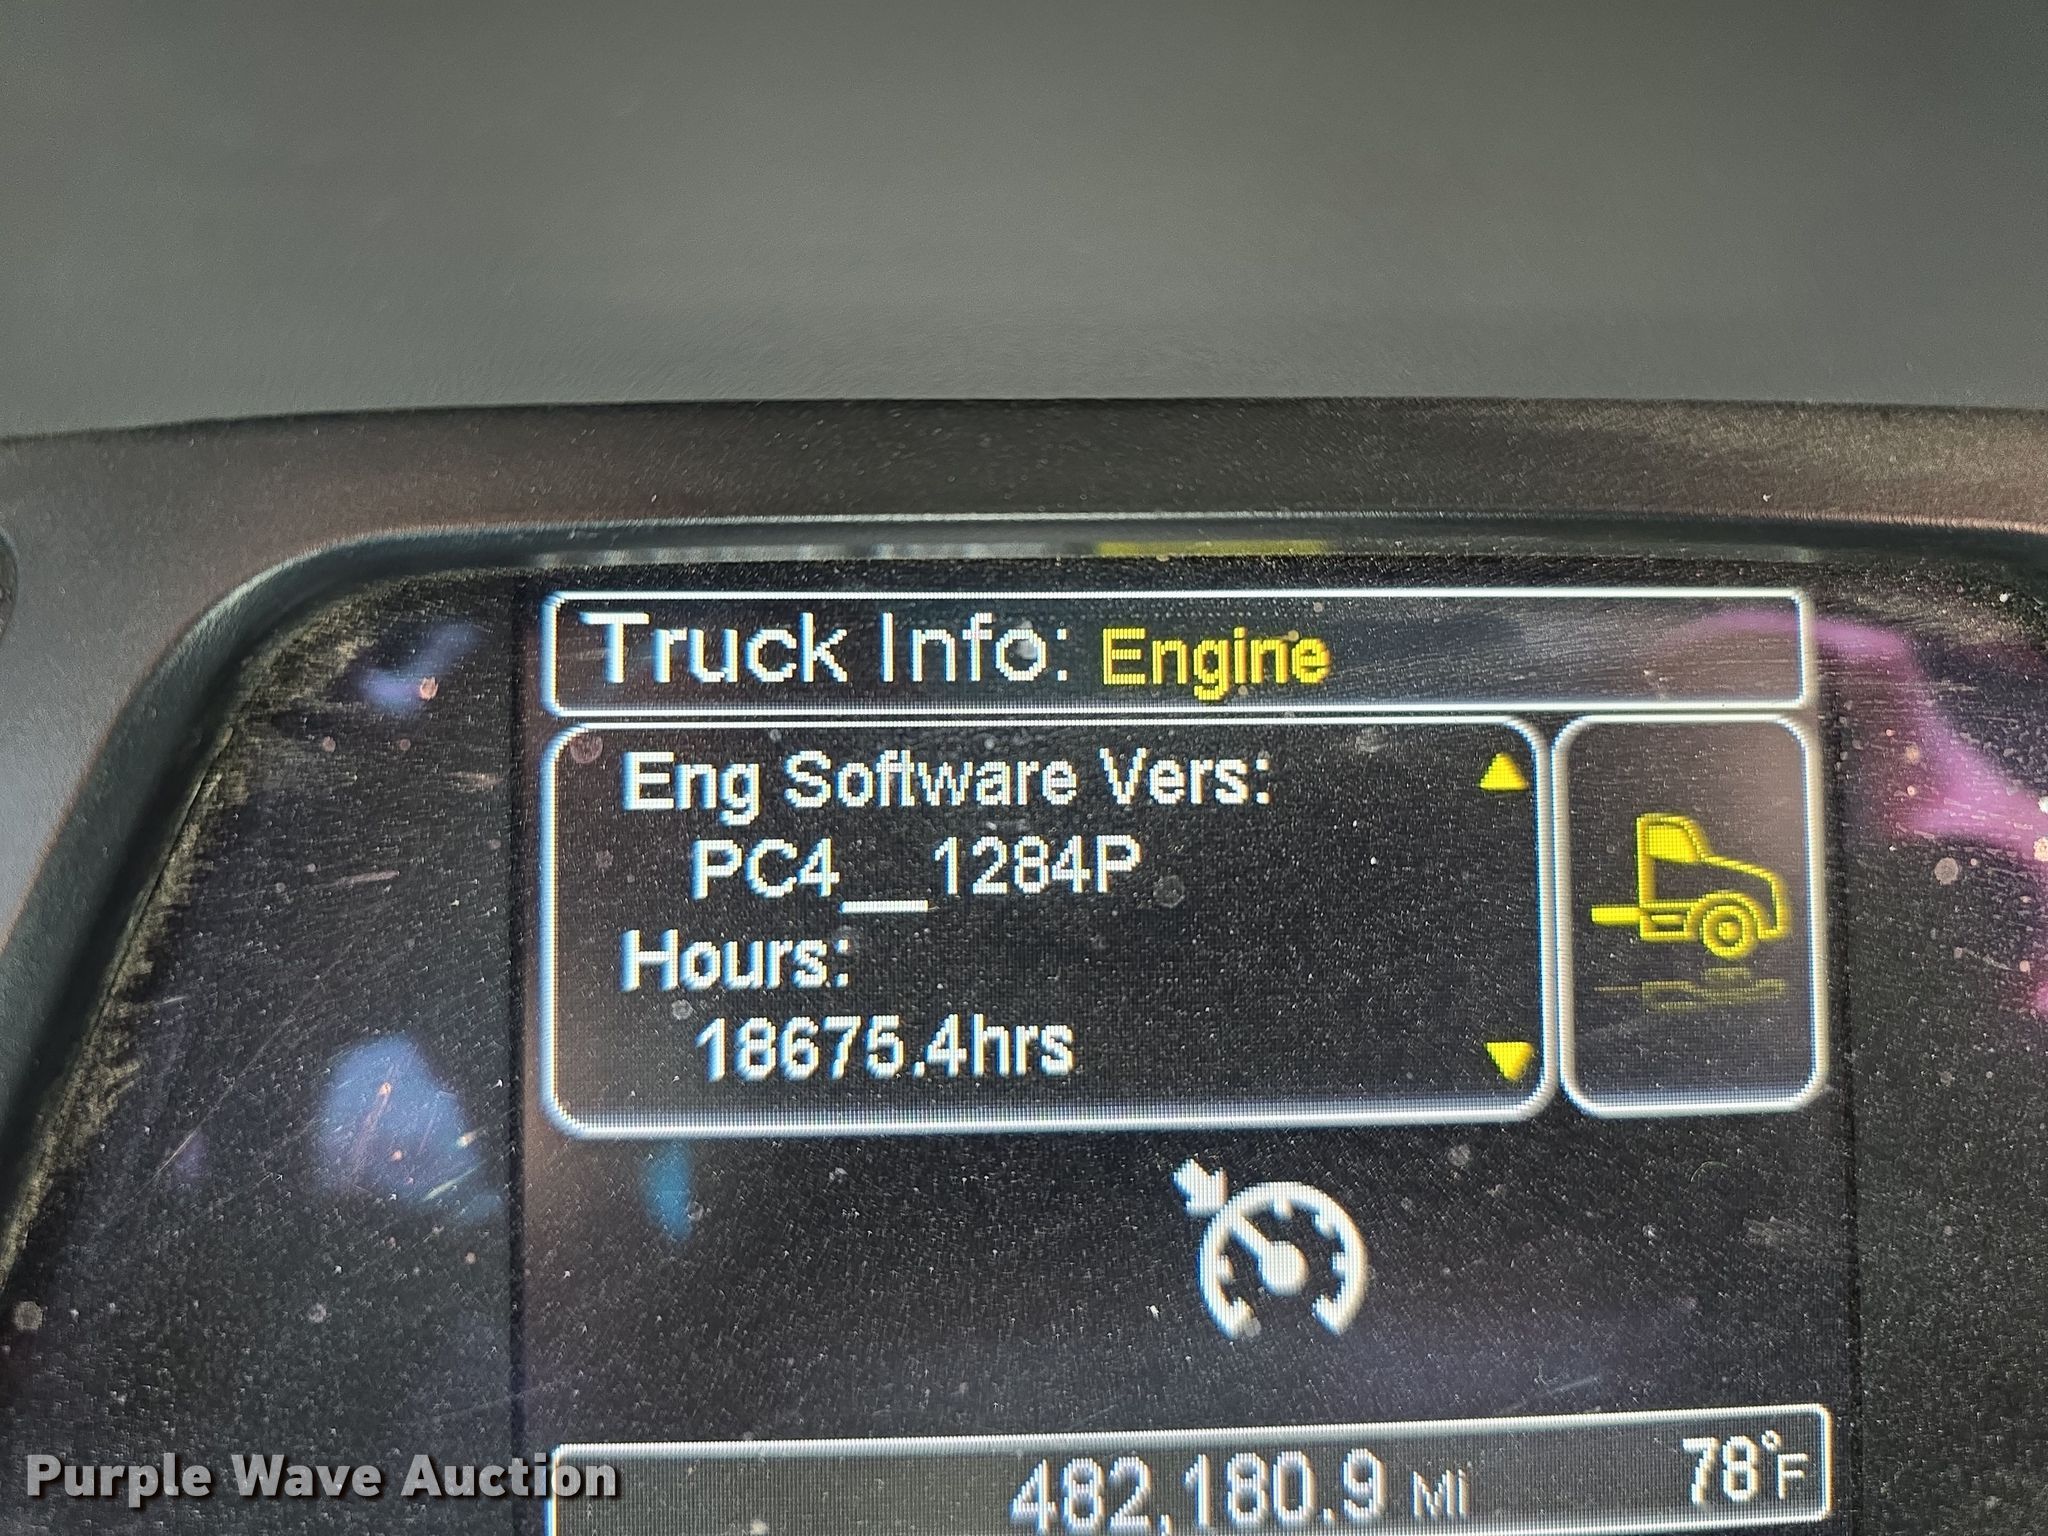 Truck Info: Engine
Eng Software Vers:
PC4__1284P
Hours:
18675.4hrs
482,180.9 Mi 78°F
Purple Wave Auction